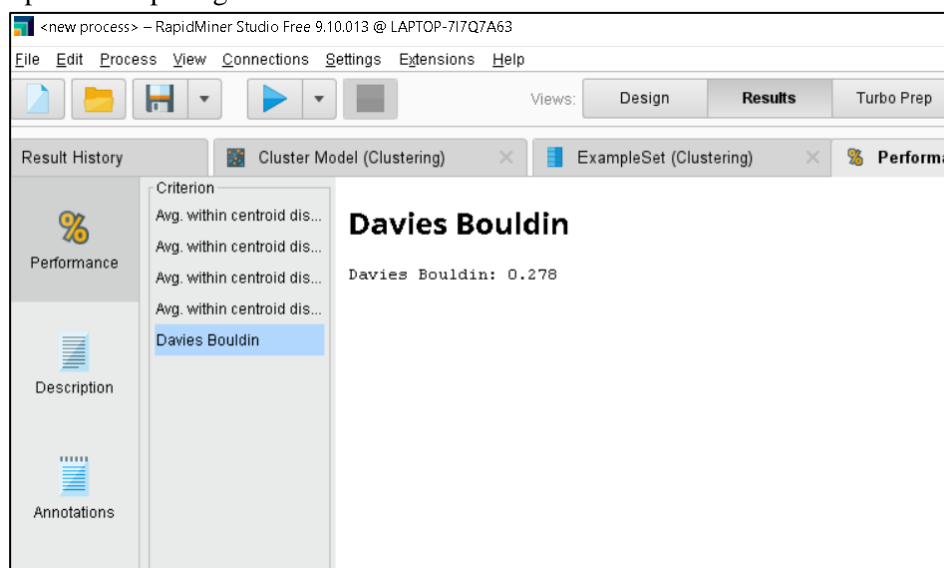 <new process> – RapidMiner Studio Free 9.10.013 @ LAPTOP-7I7Q7A63
File Edit Process View Connections Settings Extensions Help
Views: Design Results Turbo Prep
Result History Cluster Model (Clustering) ExampleSet (Clustering) % Performa
Criterion
% Performance
Avg. within centroid dis...
Avg. within centroid dis...
Avg. within centroid dis...
Avg. within centroid dis...
Davies Bouldin
Davies Bouldin
Davies Bouldin: 0.278
Description
Annotations